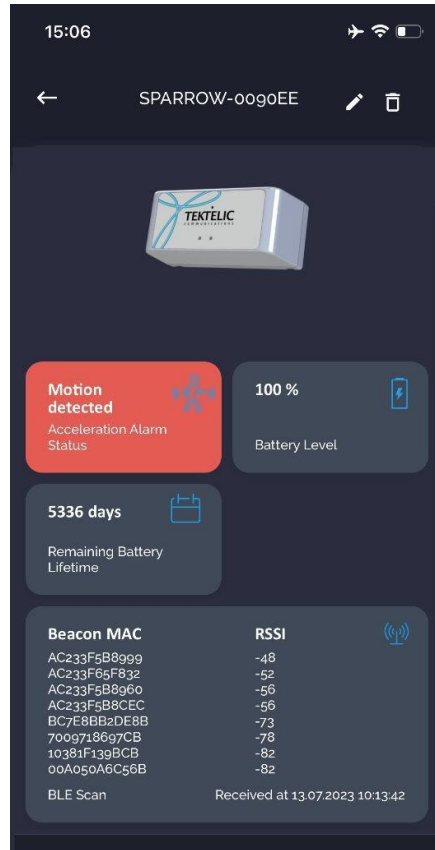 15:06
SPARROW-0090EE
TEKTELIC
communications
Motion
detected
Acceleration Alarm
Status
100 %
Battery Level
5336 days
Remaining Battery
Lifetime
Beacon MAC RSSI
AC233F5B8999 -48
AC233F65F832 -52
AC233F5B8960 -56
AC233F5B8CEC -56
BC7E8BB2DE8B -73
7009718697CB -78
10381F139BCB -82
00A050A6C56B -82
BLE Scan Received at 13.07.2023 10:13:42